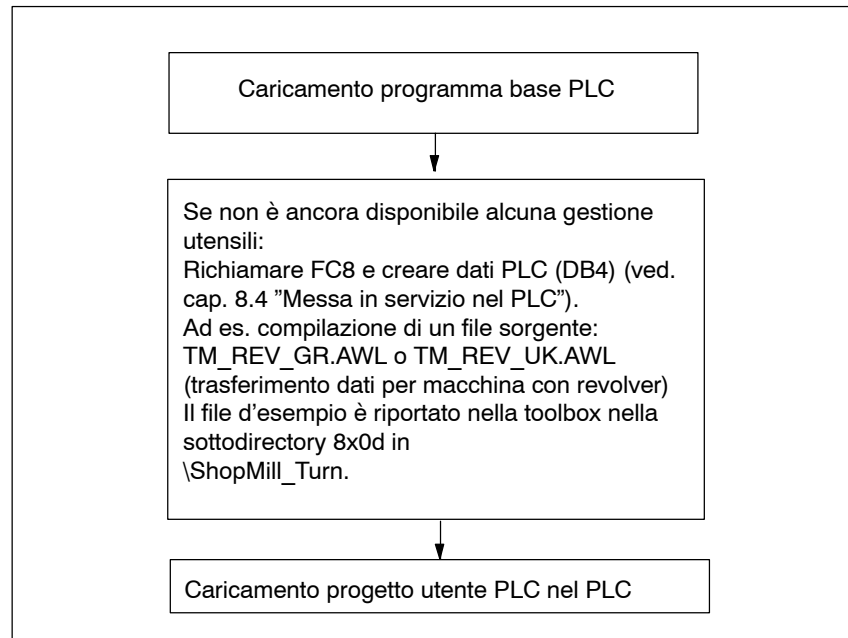 Caricamento programma base PLC
Se non è ancora disponibile alcuna gestione
utensili:
Richiamare FC8 e creare dati PLC (DB4) (ved.
cap. 8.4 ”Messa in servizio nel PLC”).
Ad es. compilazione di un file sorgente:
TM_REV_GR.AWL o TM_REV_UK.AWL
(trasferimento dati per macchina con revolver)
Il file d’esempio è riportato nella toolbox nella
sottodirectory 8x0d in
\ShopMill_Turn.
Caricamento progetto utente PLC nel PLC